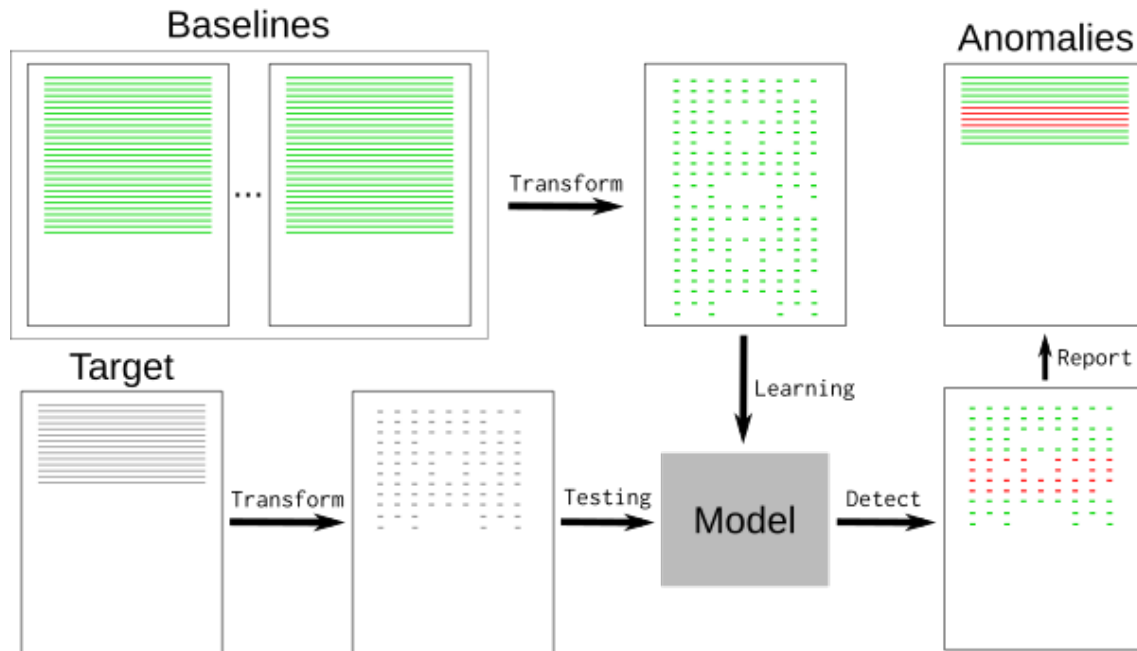 Baselines
Anomalies
...
Transform
Target
Learning
Report
Transform
Testing
Model
Detect